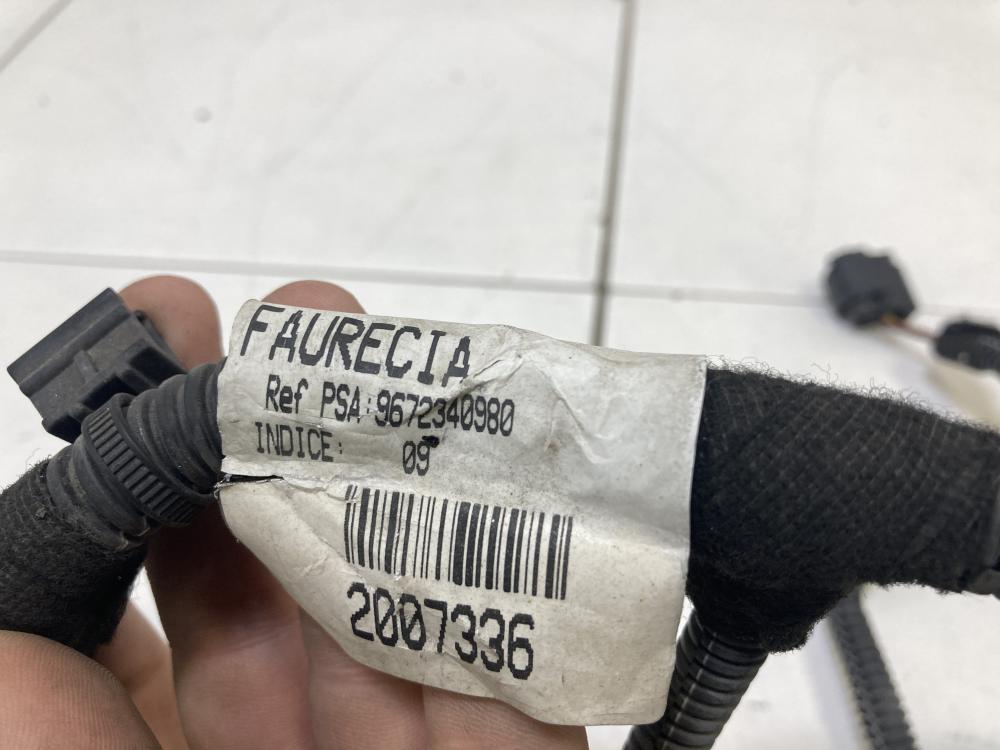 FAURECIA
Ref PSA:9672340980
INDICE: 09
2007336